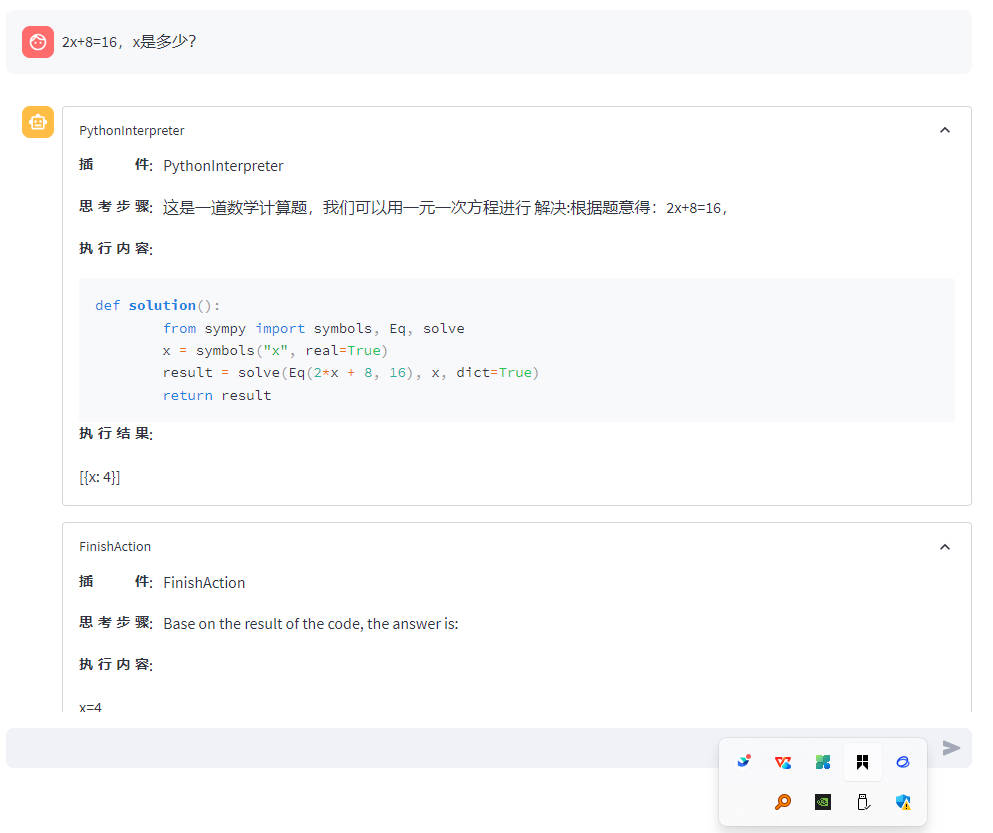 2x+8=16，x是多少?
PythonInterpreter
插 件: PythonInterpreter
思考步骤: 这是一道数学计算题，我们可以用一元一次方程进行 解决:根据题意得：2x+8=16，
执行内容:
def solution():
from sympy import symbols, Eq, solve
x = symbols("x", real=True)
result = solve(Eq(2*x + 8, 16), x, dict=True)
return result
执行结果:
[{x: 4}]
FinishAction
插 件: FinishAction
思考步骤: Base on the result of the code, the answer is:
执行内容:
x=4